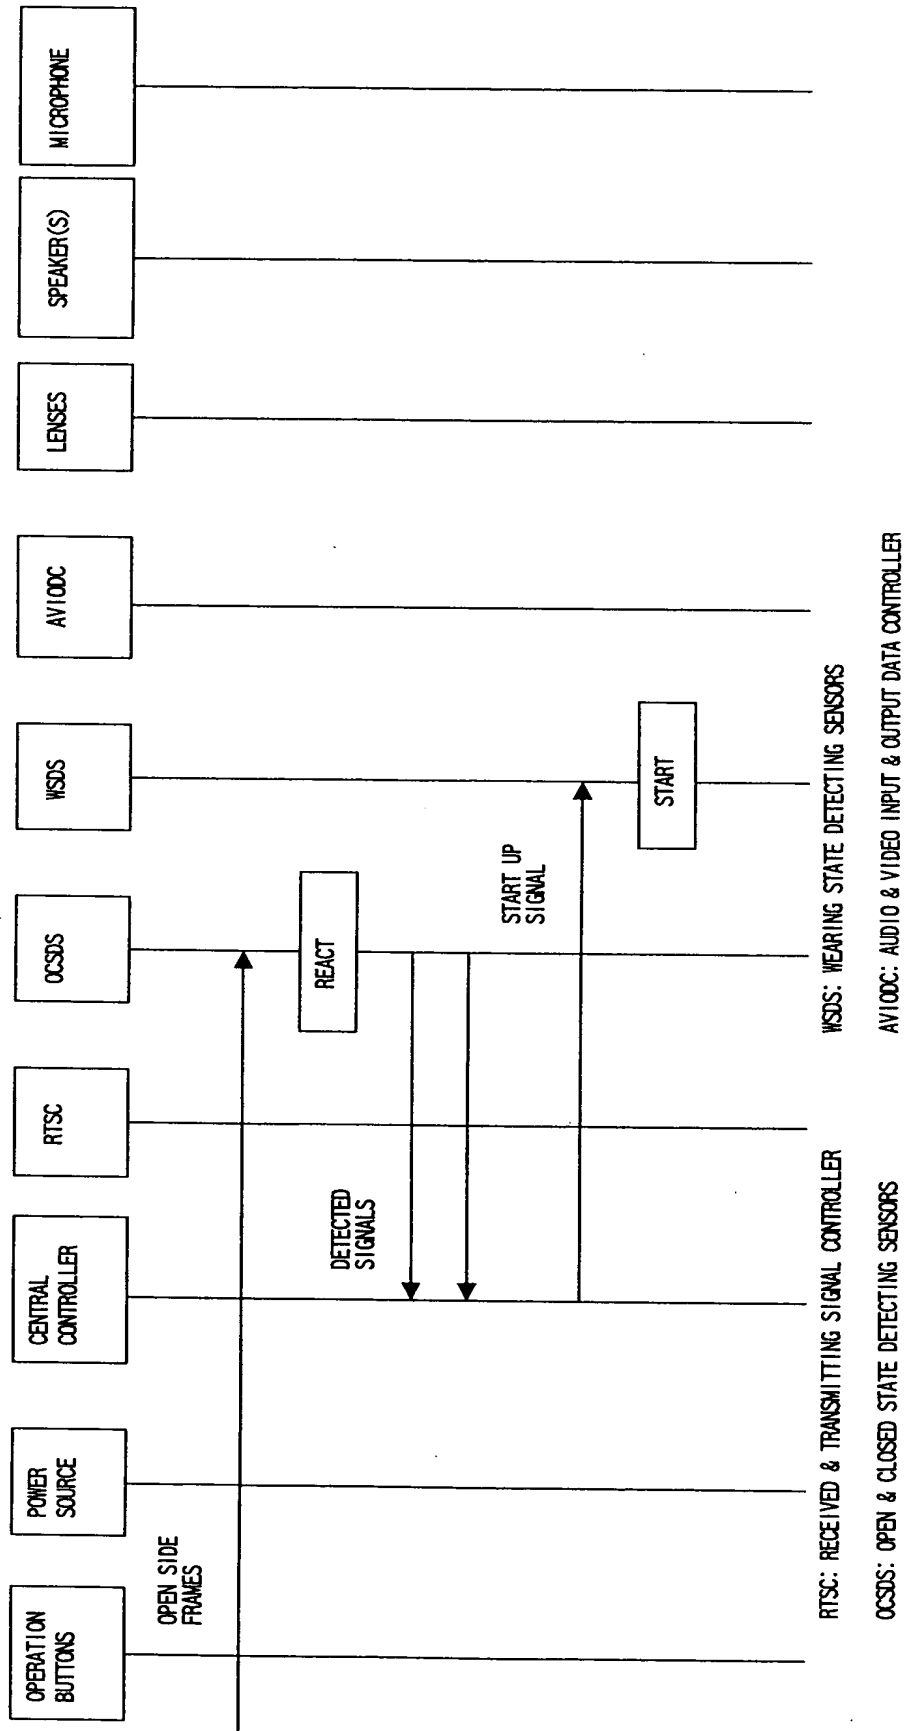 OPERATION
BUTTONS
POWER
SOURCE
CENTRAL
CONTROLLER
RTSC
OCSDS
WSDS
AVIODC
LENSES
SPEAKER(S)
MICROPHONE
OPEN SIDE
FRAMES
REACT
DETECTED
SIGNALS
START UP
SIGNAL
START
RTSC: RECEIVED & TRANSMITTING SIGNAL CONTROLLER
WSDS: WEARING STATE DETECTING SENSORS
OCSDS: OPEN & CLOSED STATE DETECTING SENSORS
AVIODC: AUDIO & VIDEO INPUT & OUTPUT DATA CONTROLLER